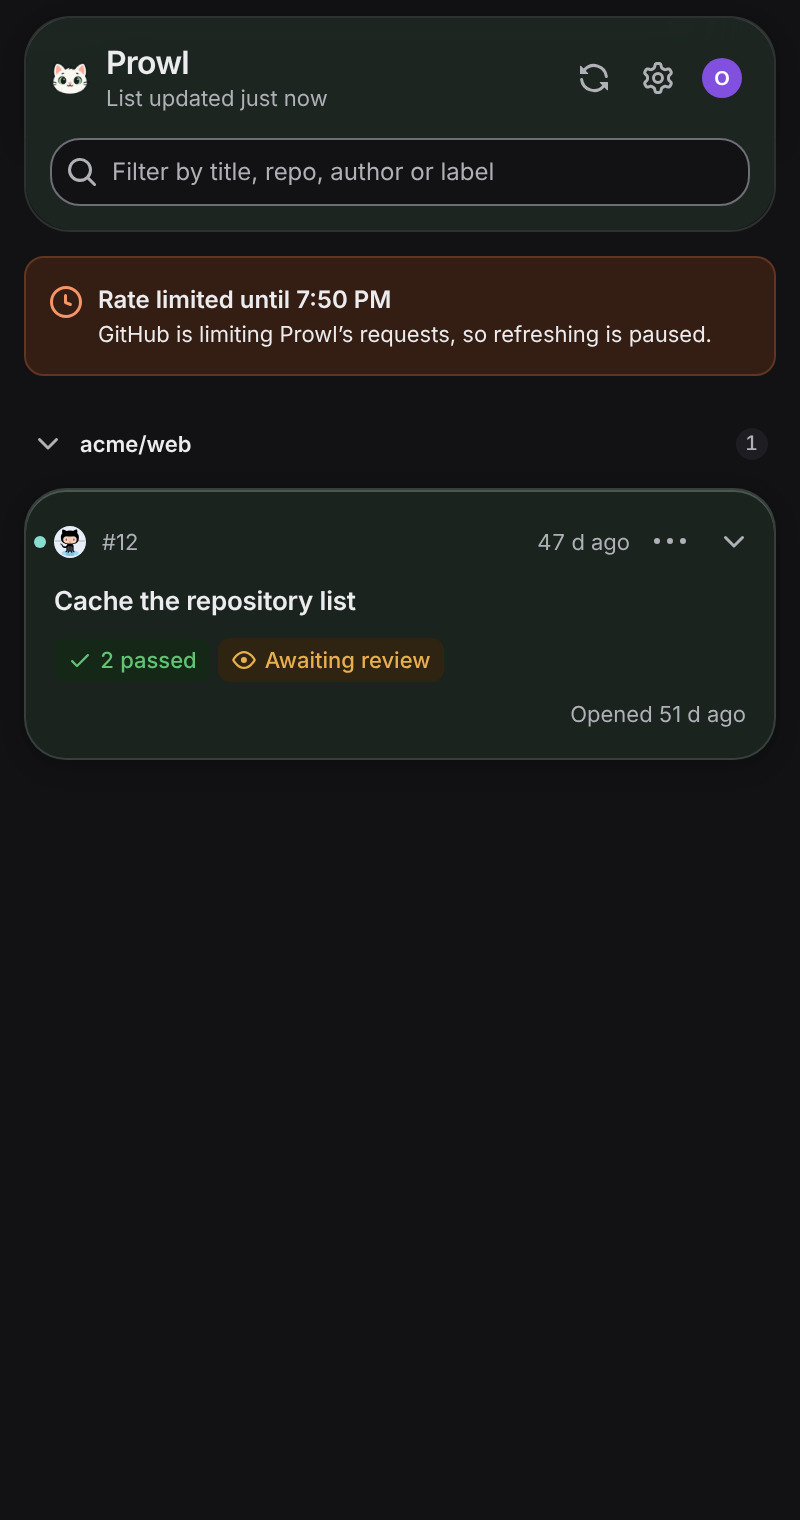 Prowl
List updated just now
O
Filter by title, repo, author or label
Rate limited until 7:50 PM
GitHub is limiting Prowl’s requests, so refreshing is paused.
acme/web
1
#12
47 d ago
Cache the repository list
2 passed
Awaiting review
Opened 51 d ago